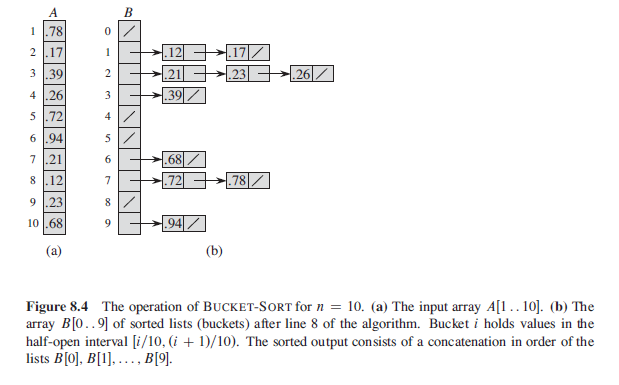 A B
1 .78 0
2 .17 1 .12 .17
3 .39 2 .21 .23 .26
4 .26 3 .39
5 .72 4
6 .94 5
7 .21 6 .68
8 .12 7 .72 .78
9 .23 8
10 .68 9 .94
(a) (b)
Figure 8.4 The operation of BUCKET-SORT for n = 10. (a) The input array A[1 . . 10]. (b) The
array B[0 . . 9] of sorted lists (buckets) after line 8 of the algorithm. Bucket i holds values in the
half-open interval [i/10, (i + 1)/10). The sorted output consists of a concatenation in order of the
lists B[0], B[1], . . . , B[9].